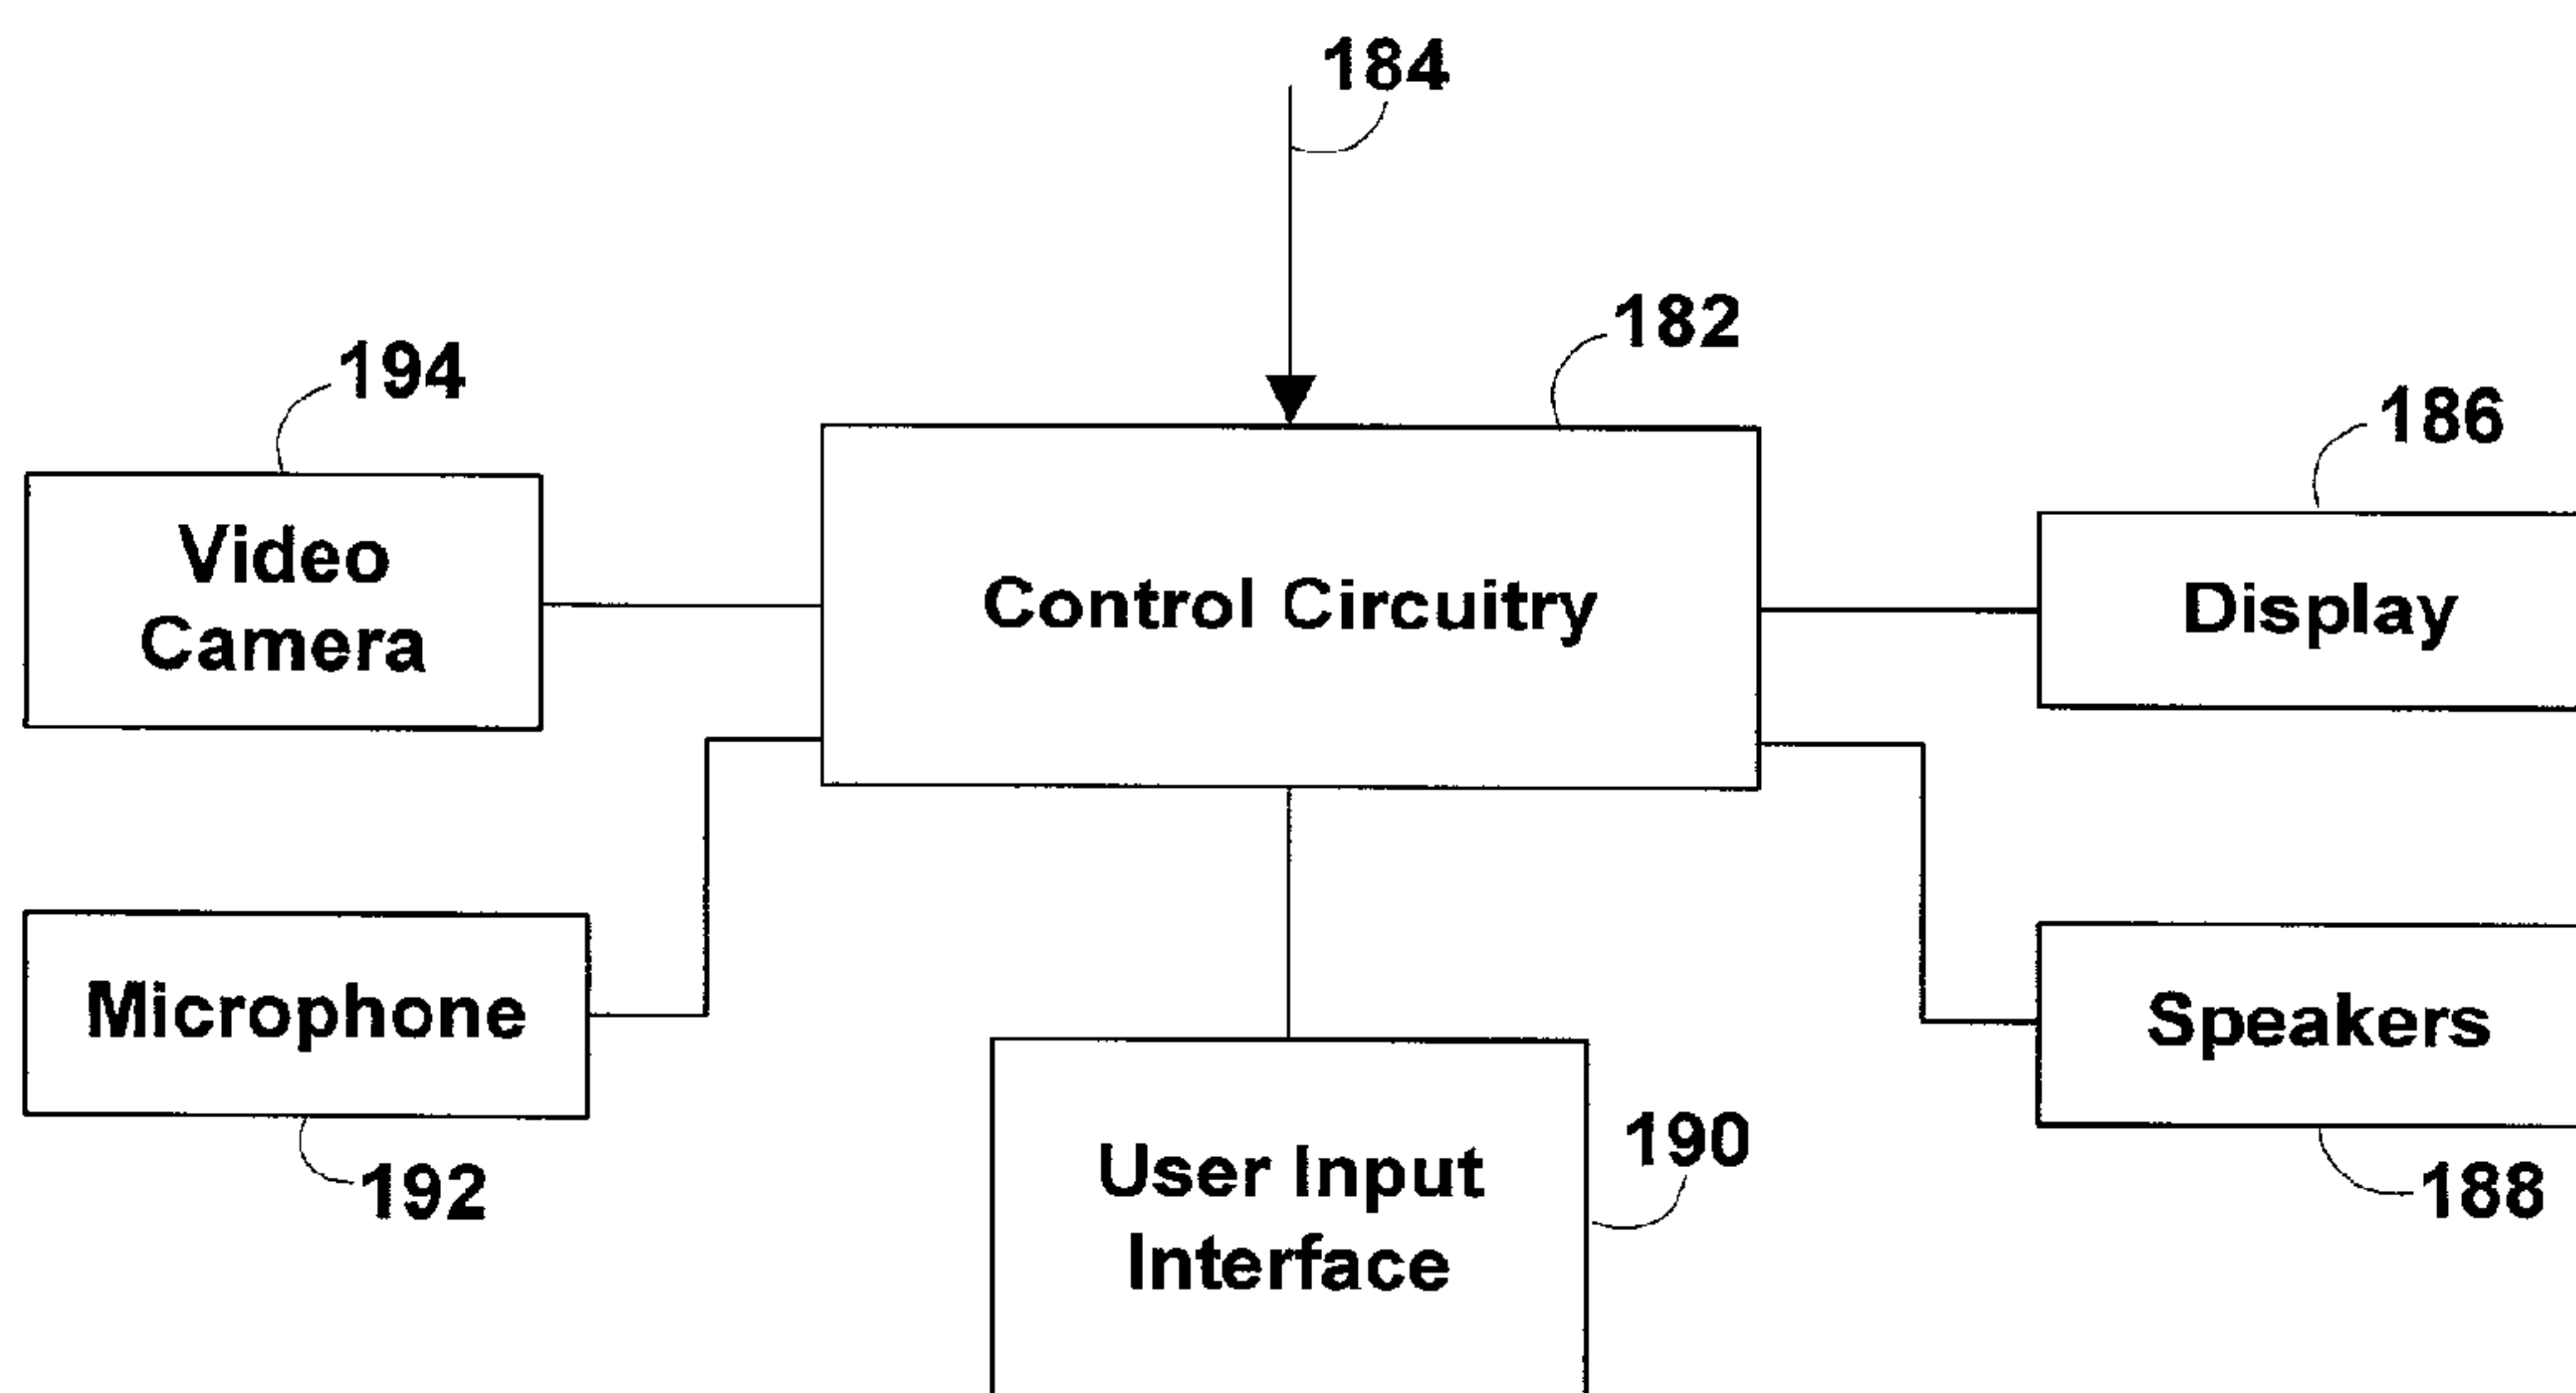 184
182
194
186
Video
Camera
Control Circuitry
Display
Microphone
Speakers
192
190
188
User Input
Interface